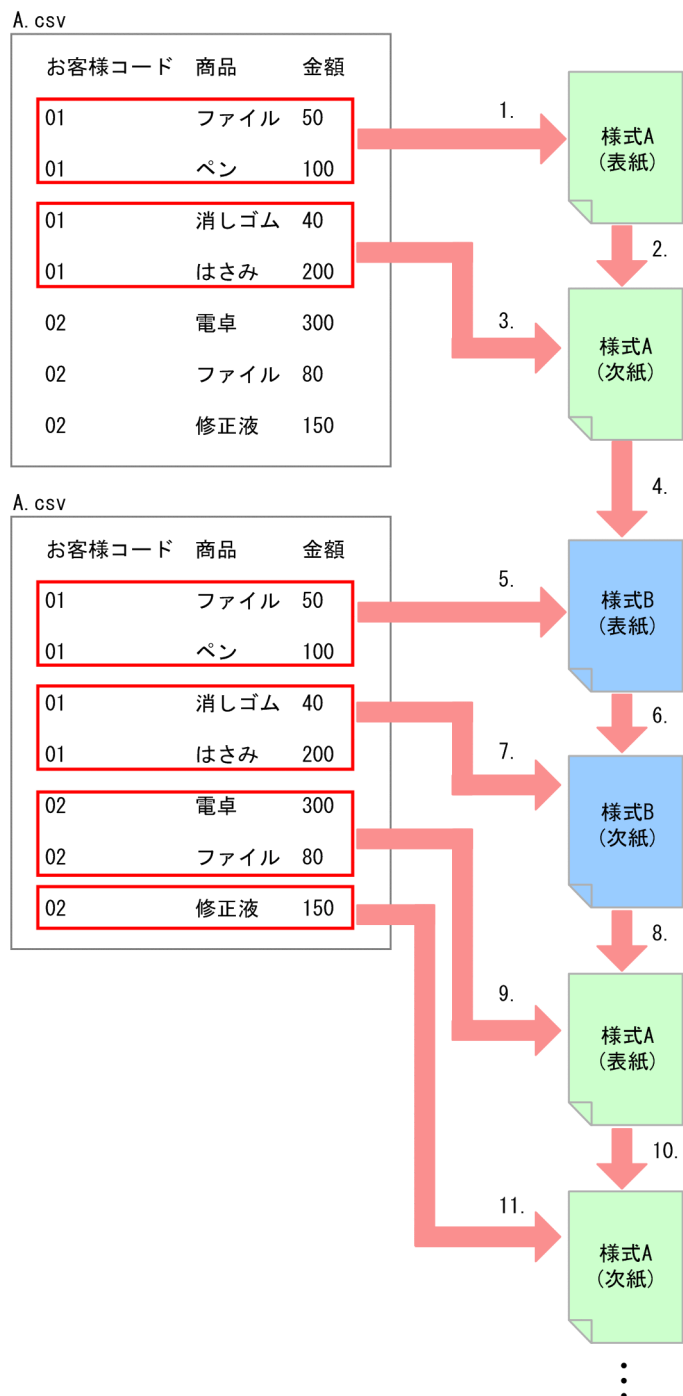 A.csv
お客様コード 商品 金額
01 ファイル 50
01 ペン 100
01 消しゴム 40
01 はさみ 200
02 電卓 300
02 ファイル 80
02 修正液 150
1.
様式A
(表紙)
2.
3.
様式A
(次紙)
4.
A.csv
お客様コード 商品 金額
01 ファイル 50
01 ペン 100
01 消しゴム 40
01 はさみ 200
02 電卓 300
02 ファイル 80
02 修正液 150
5.
様式B
(表紙)
6.
7.
様式B
(次紙)
8.
9.
様式A
(表紙)
10.
11.
様式A
(次紙)